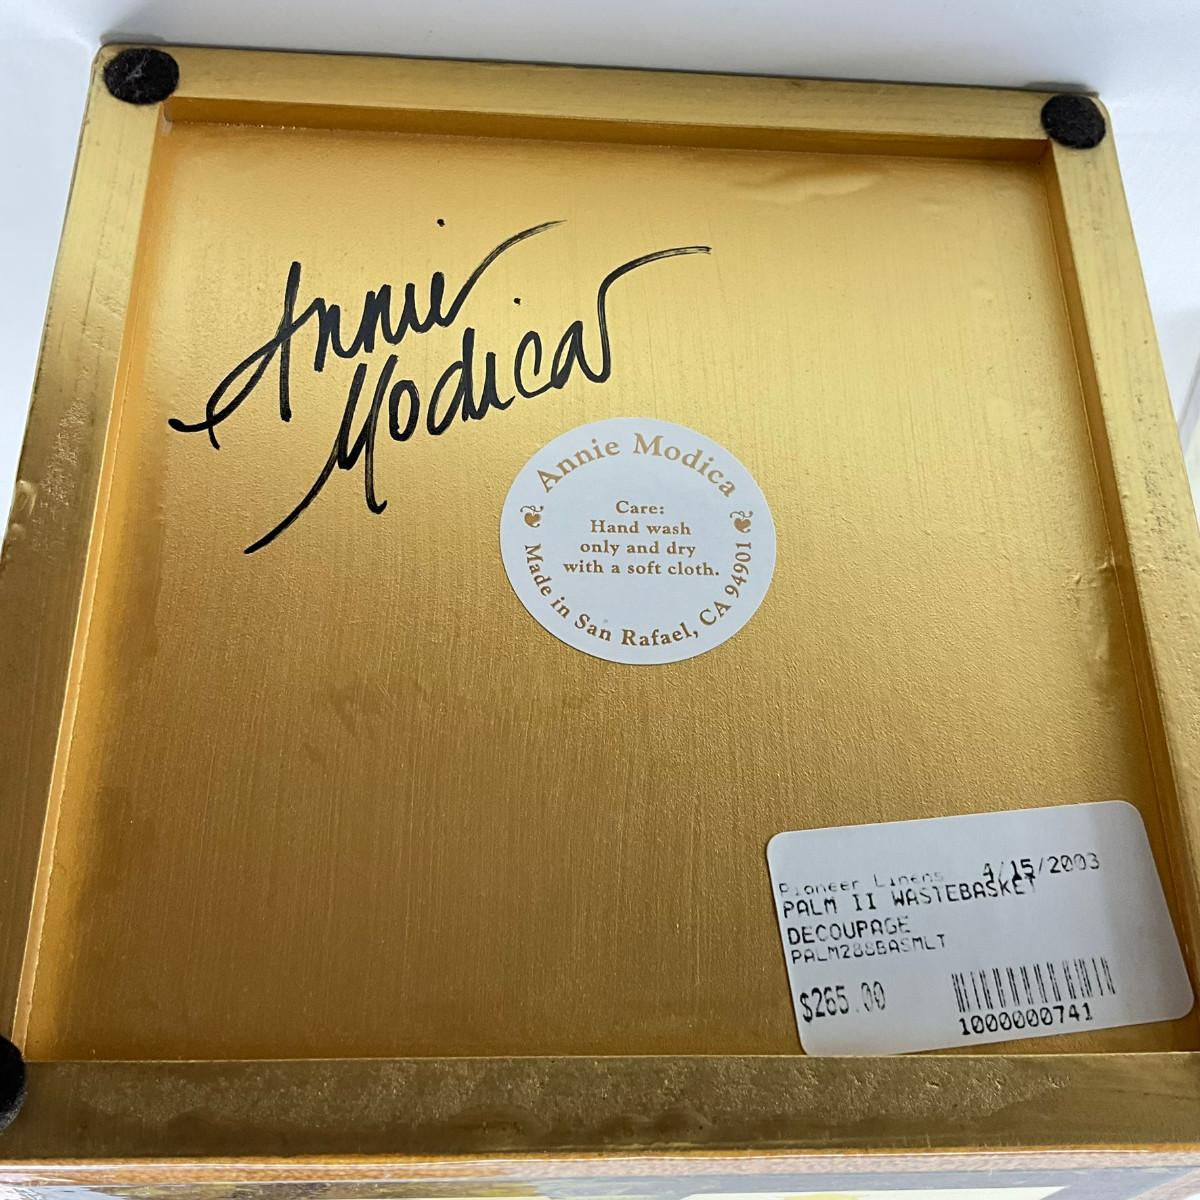 Annie
Modica
Annie Modica
Care:
Hand wash
only and dry
with a soft cloth.
Made in San Rafael, CA 94901
Pioneer Linens 4/15/2003
PALM II WASTEBASKET
DECOUPAGE
PALM288BASMLT
$265.00
1000000741